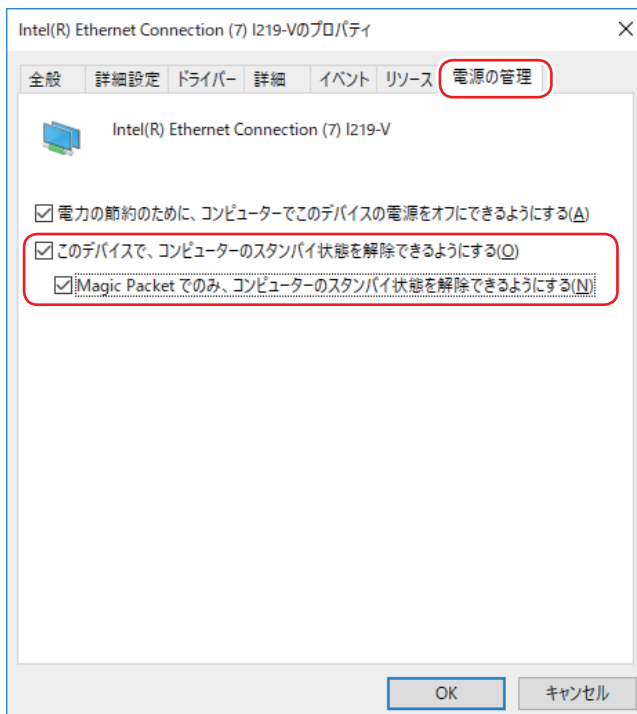 Intel(R) Ethernet Connection (7) I219-Vのプロパティ
全般 詳細設定 ドライバー 詳細 イベント リソース 電源の管理
Intel(R) Ethernet Connection (7) I219-V
電力の節約のために、コンピューターでこのデバイスの電源をオフにできるようにする(A)
このデバイスで、コンピューターのスタンバイ状態を解除できるようにする(O)
Magic Packet でのみ、コンピューターのスタンバイ状態を解除できるようにする(N)
OK キャンセル